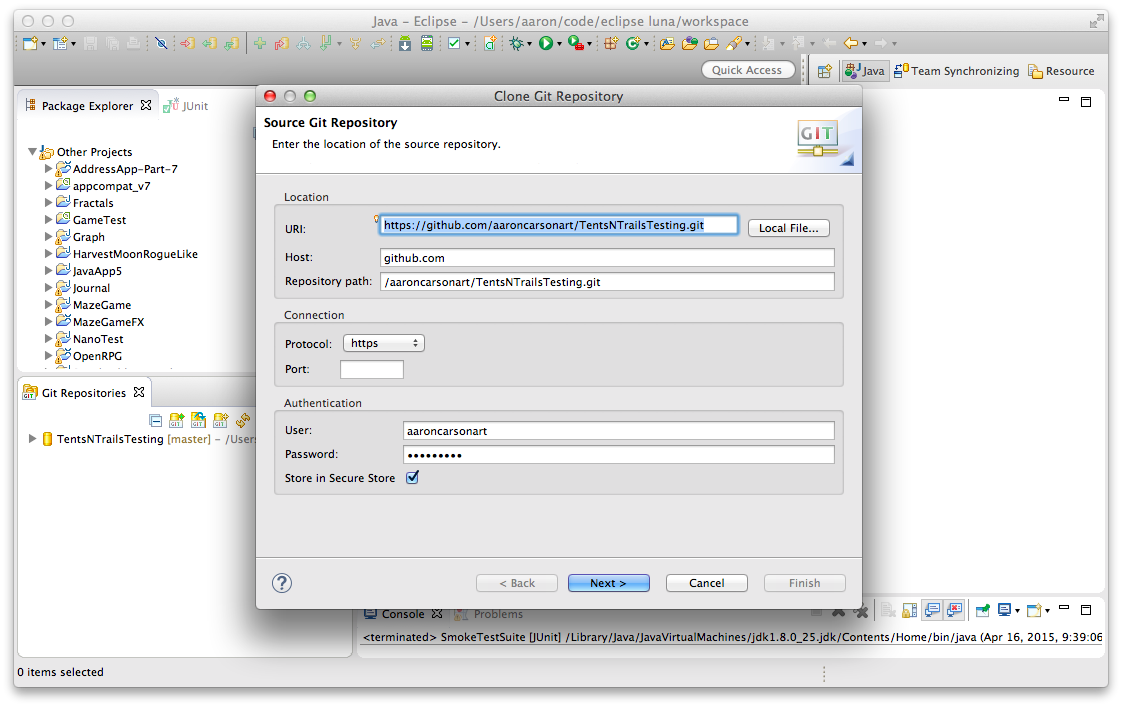 Java – Eclipse – /Users/aaron/code/eclipse luna/workspace
Quick Access
Java
Team Synchronizing
Resource
Package Explorer
JUnit
Other Projects
AddressApp-Part-7
appcompat_v7
Fractals
GameTest
Graph
HarvestMoonRogueLike
JavaApp5
Journal
MazeGame
MazeGameFX
NanoTest
OpenRPG
Git Repositories
TentsNTrailsTesting [master] – /Users
Clone Git Repository
Source Git Repository
Enter the location of the source repository.
GIT
Location
URI:
https://github.com/aaroncarsonart/TentsNTrailsTesting.git
Local File...
Host:
github.com
Repository path:
/aaroncarsonart/TentsNTrailsTesting.git
Connection
Protocol:
https
Port:
Authentication
User:
aaroncarsonart
Password:
•••••••••
Store in Secure Store
?
< Back
Next >
Cancel
Finish
Console
Problems
<terminated> SmokeTestSuite [JUnit] /Library/Java/JavaVirtualMachines/jdk1.8.0_25.jdk/Contents/Home/bin/java (Apr 16, 2015, 9:39:06
0 items selected